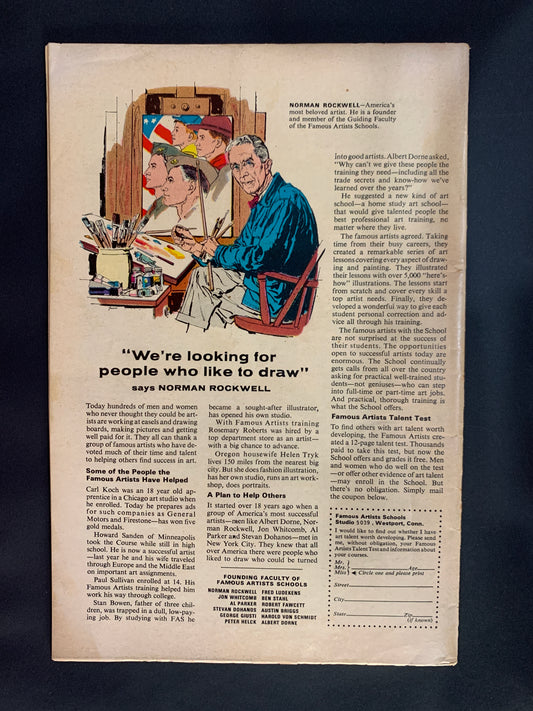 NORMAN ROCKWELL—America's
most beloved artist. He is a founder
and member of the Guiding Faculty
of the Famous Artists Schools.
"We're looking for
people who like to draw"
says NORMAN ROCKWELL
Today hundreds of men and women
who never thought they could be art-
ists are working at easels and drawing
boards, making pictures and getting
well paid for it. They all can thank a
group of famous artists who have de-
voted much of their time and talent
to helping others find success in art.
Some of the People the
Famous Artists Have Helped
Carl Koch was an 18 year old ap-
prentice in a Chicago art studio when
he enrolled. Today he prepares ads
for such companies as General
Motors and Firestone—has won five
gold medals.
Howard Sanden of Minneapolis
took the Course while still in high
school. He is now a successful artist
—last year he and his wife traveled
through Europe and the Middle East
on important art assignments.
Paul Sullivan enrolled at 14. His
Famous Artists training helped him
work his way through college.
Stan Bowen, father of three chil-
dren, was trapped in a dull, low-pay-
ing job. By studying with FAS he
became a sought-after illustrator,
has opened his own studio.
With Famous Artists training
Rosemary Roberts was hired by a
top department store as an artist—
with a big chance to advance.
Oregon housewife Helen Tryk
lives 150 miles from the nearest big
city. But she does fashion illustration,
has her own studio, runs an art work-
shop, does portraits.
A Plan to Help Others
It started over 18 years ago when a
group of America's most successful
artists—men like Albert Dorne, Nor-
man Rockwell, Jon Whitcomb, Al
Parker and Stevan Dohanos—met in
New York City. They knew that all
over America there were people who
liked to draw who could be turned
FOUNDING FACULTY OF
FAMOUS ARTISTS SCHOOLS
NORMAN ROCKWELL FRED LUDEKENS
JON WHITCOMB BEN STAHL
AL PARKER ROBERT FAWCETT
STEVAN DOHANOS AUSTIN BRIGGS
GEORGE GIUSTI HAROLD VON SCHMIDT
PETER HELCK ALBERT DORNE
into good artists. Albert Dorne asked,
"Why can't we give these people the
training they need—including all the
trade secrets and know-how we've
learned over the years?"
He suggested a new kind of art
school—a home study art school—
that would give talented people the
best professional art training, no
matter where they live.
The famous artists agreed. Taking
time from their busy careers, they
created a remarkable series of art
lessons covering every aspect of draw-
ing and painting. They illustrated
their lessons with over 5,000 "here's-
how" illustrations. The lessons start
from scratch and cover every skill a
top artist needs. Finally, they de-
veloped a wonderful way to give each
student personal correction and ad-
vice all through his training.
The famous artists with the School
are not surprised at the success of
their students. The opportunities
open to successful artists today are
enormous. The School continually
gets calls from all over the country
asking for practical well-trained stu-
dents—not geniuses—who can step
into full-time or part-time art jobs.
And practical, thorough training is
what the School offers.
Famous Artists Talent Test
To find others with art talent worth
developing, the Famous Artists cre-
ated a 12-page talent test. Thousands
paid to take this test, but now the
School offers and grades it free. Men
and women who do well on the test
—or offer other evidence of art talent
—may enroll in the School. But
there's no obligation. Simply mail
the coupon below.
Famous Artists Schools
Studio 5039, Westport, Conn.
I would like to find out whether I have
art talent worth developing. Please send
me, without obligation, your Famous
Artists Talent Test and information about
your courses.
Mr.
Mrs. Age
Miss Circle one and please print
Street
City
State Zip
(if known)